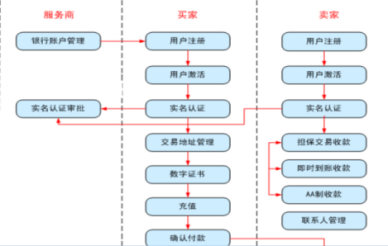 服务商 买家 卖家
银行账户管理 用户注册 用户注册
用户激活 用户激活
实名认证审批 实名认证 实名认证
交易地址管理 担保交易收款
数字证书 即时到账收款
充值 AA制收款
确认付款 联系人管理